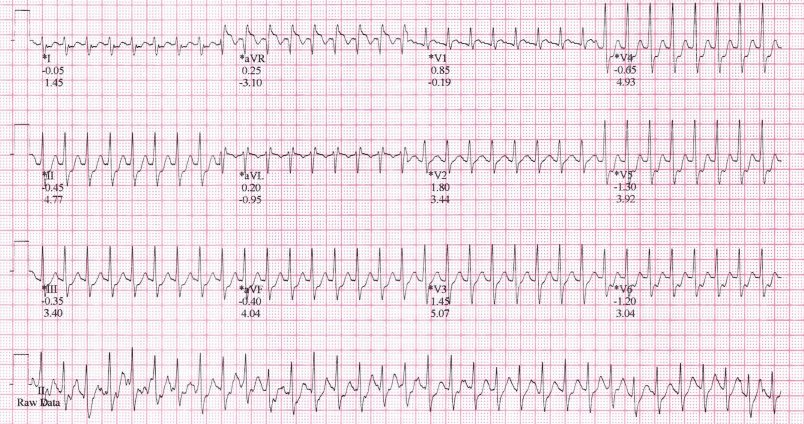 *I
-0.05
1.45
*aVR
0.25
-3.10
*V1
0.85
-0.19
*V4
-0.65
4.93
*II
-0.45
4.77
*aVL
0.20
-0.95
*V2
1.80
3.44
*V5
-1.30
3.92
*III
-0.35
3.40
*aVF
-0.40
4.04
*V3
1.45
5.07
*V6
-1.20
3.04
II
Raw Data